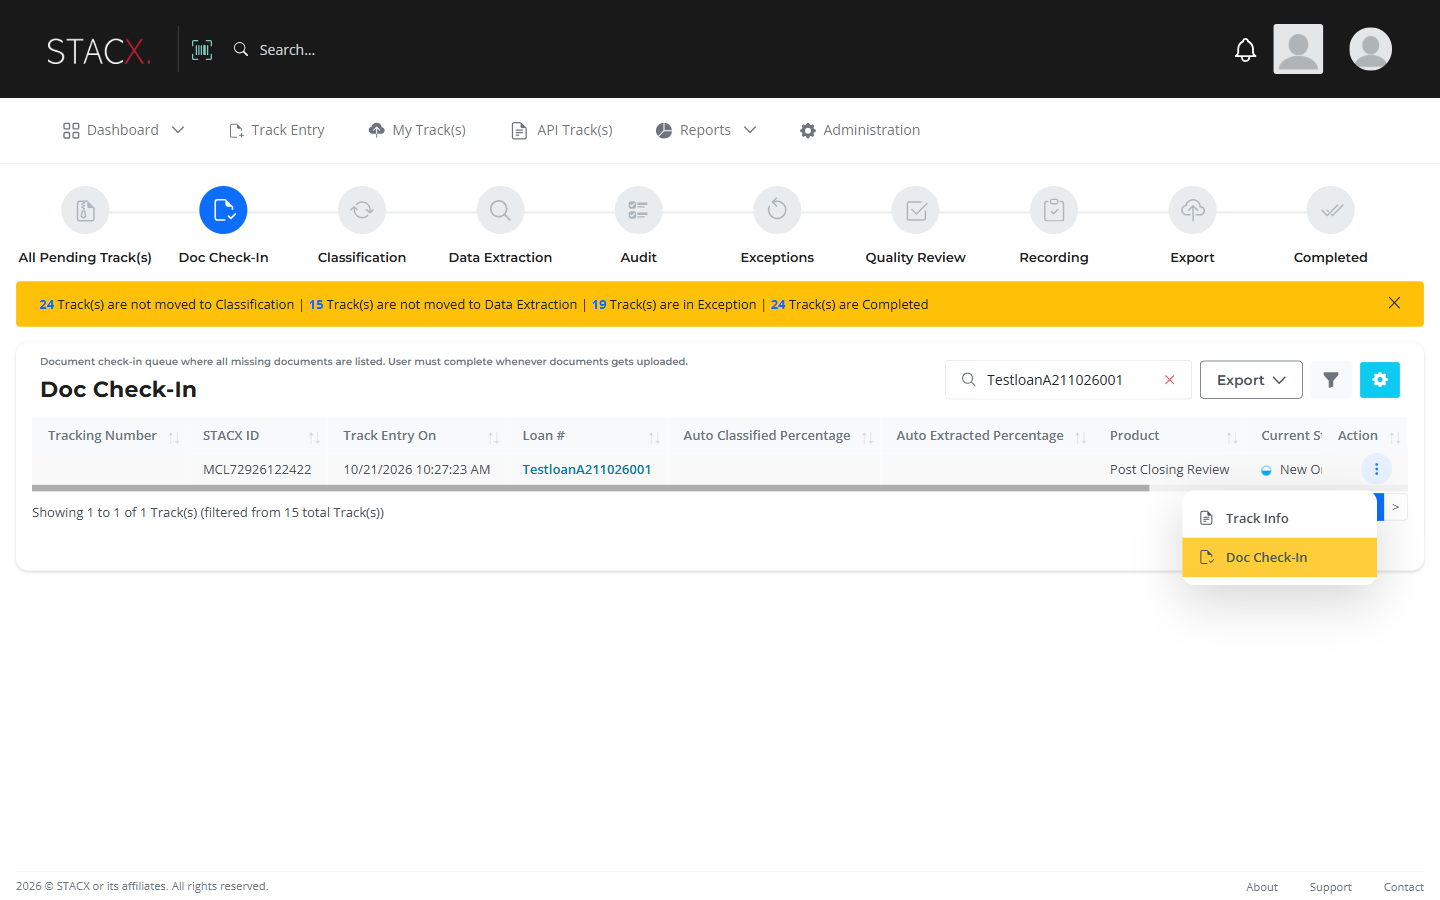 STACX.
Search...
Dashboard
Track Entry
My Track(s)
API Track(s)
Reports
Administration
All Pending Track(s)
Doc Check-In
Classification
Data Extraction
Audit
Exceptions
Quality Review
Recording
Export
Completed
24 Track(s) are not moved to Classification | 15 Track(s) are not moved to Data Extraction | 19 Track(s) are in Exception | 24 Track(s) are Completed
Document check-in queue where all missing documents are listed. User must complete whenever documents gets uploaded.
Doc Check-In
TestloanA211026001
Export
Tracking Number
STACX ID
Track Entry On
Loan #
Auto Classified Percentage
Auto Extracted Percentage
Product
Current
Action
MCL72926122422
10/21/2026 10:27:23 AM
TestloanA211026001
Post Closing Review
New
Showing 1 to 1 of 1 Track(s) (filtered from 15 total Track(s))
>
Track Info
Doc Check-In
2026 © STACX or its affiliates. All rights reserved.
About
Support
Contact